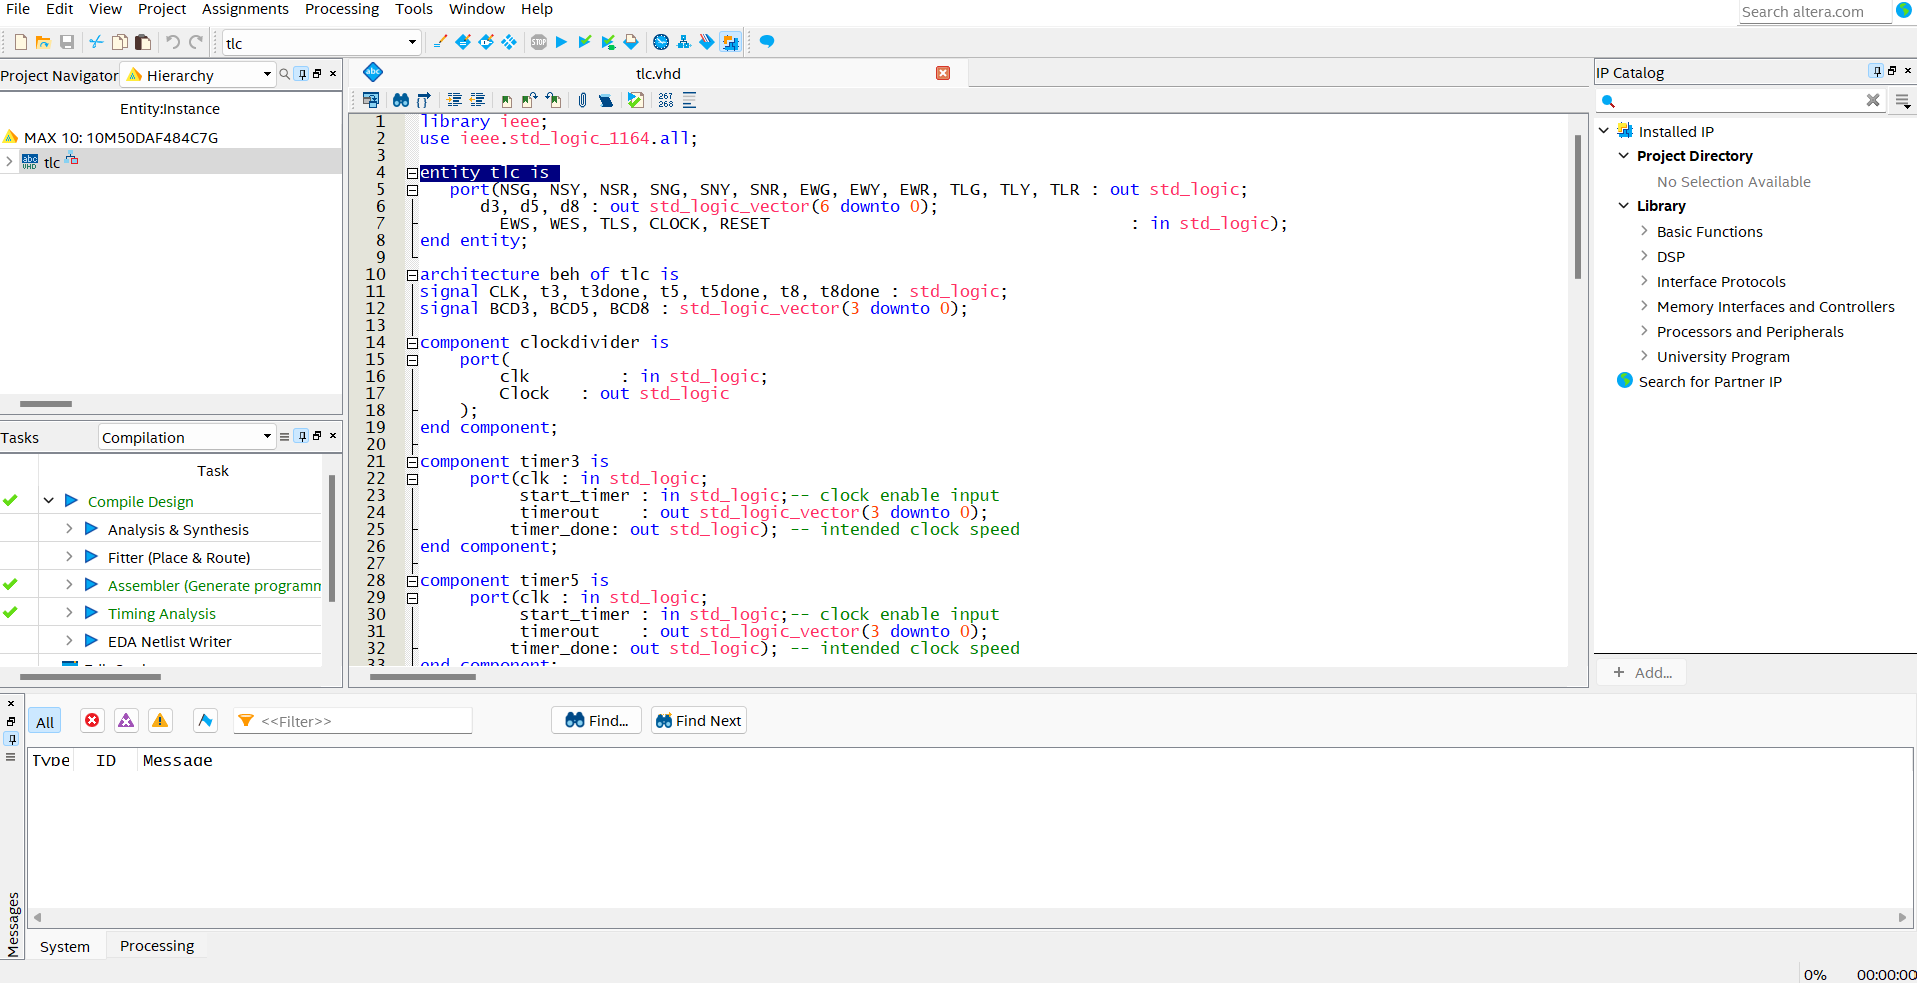 File Edit View Project Assignments Processing Tools Window Help
Search altera.com
tlc
Project Navigator Hierarchy
Entity:Instance
MAX 10: 10M50DAF484C7G
tlc
Tasks Compilation
Task
Compile Design
Analysis & Synthesis
Fitter (Place & Route)
Assembler (Generate programm
Timing Analysis
EDA Netlist Writer
tlc.vhd
267
268
1 library ieee;
2 use ieee.std_logic_1164.all;
3
4 entity tlc is
5 port(NSG, NSY, NSR, SNG, SNY, SNR, EWG, EWY, EWR, TLG, TLY, TLR : out std_logic;
6 d3, d5, d8 : out std_logic_vector(6 downto 0);
7 EWS, WES, TLS, CLOCK, RESET : in std_logic);
8 end entity;
9
10 architecture beh of tlc is
11 signal CLK, t3, t3done, t5, t5done, t8, t8done : std_logic;
12 signal BCD3, BCD5, BCD8 : std_logic_vector(3 downto 0);
13
14 component clockdivider is
15 port(
16 clk : in std_logic;
17 Clock : out std_logic
18 );
19 end component;
20
21 component timer3 is
22 port(clk : in std_logic;
23 start_timer : in std_logic;-- clock enable input
24 timerout : out std_logic_vector(3 downto 0);
25 timer_done: out std_logic); -- intended clock speed
26 end component;
27
28 component timer5 is
29 port(clk : in std_logic;
30 start_timer : in std_logic;-- clock enable input
31 timerout : out std_logic_vector(3 downto 0);
32 timer_done: out std_logic); -- intended clock speed
33 end component;
IP Catalog
Installed IP
Project Directory
No Selection Available
Library
Basic Functions
DSP
Interface Protocols
Memory Interfaces and Controllers
Processors and Peripherals
University Program
Search for Partner IP
+ Add...
All <<Filter>> Find... Find Next
Type ID Message
Messages
System Processing
0% 00:00:00